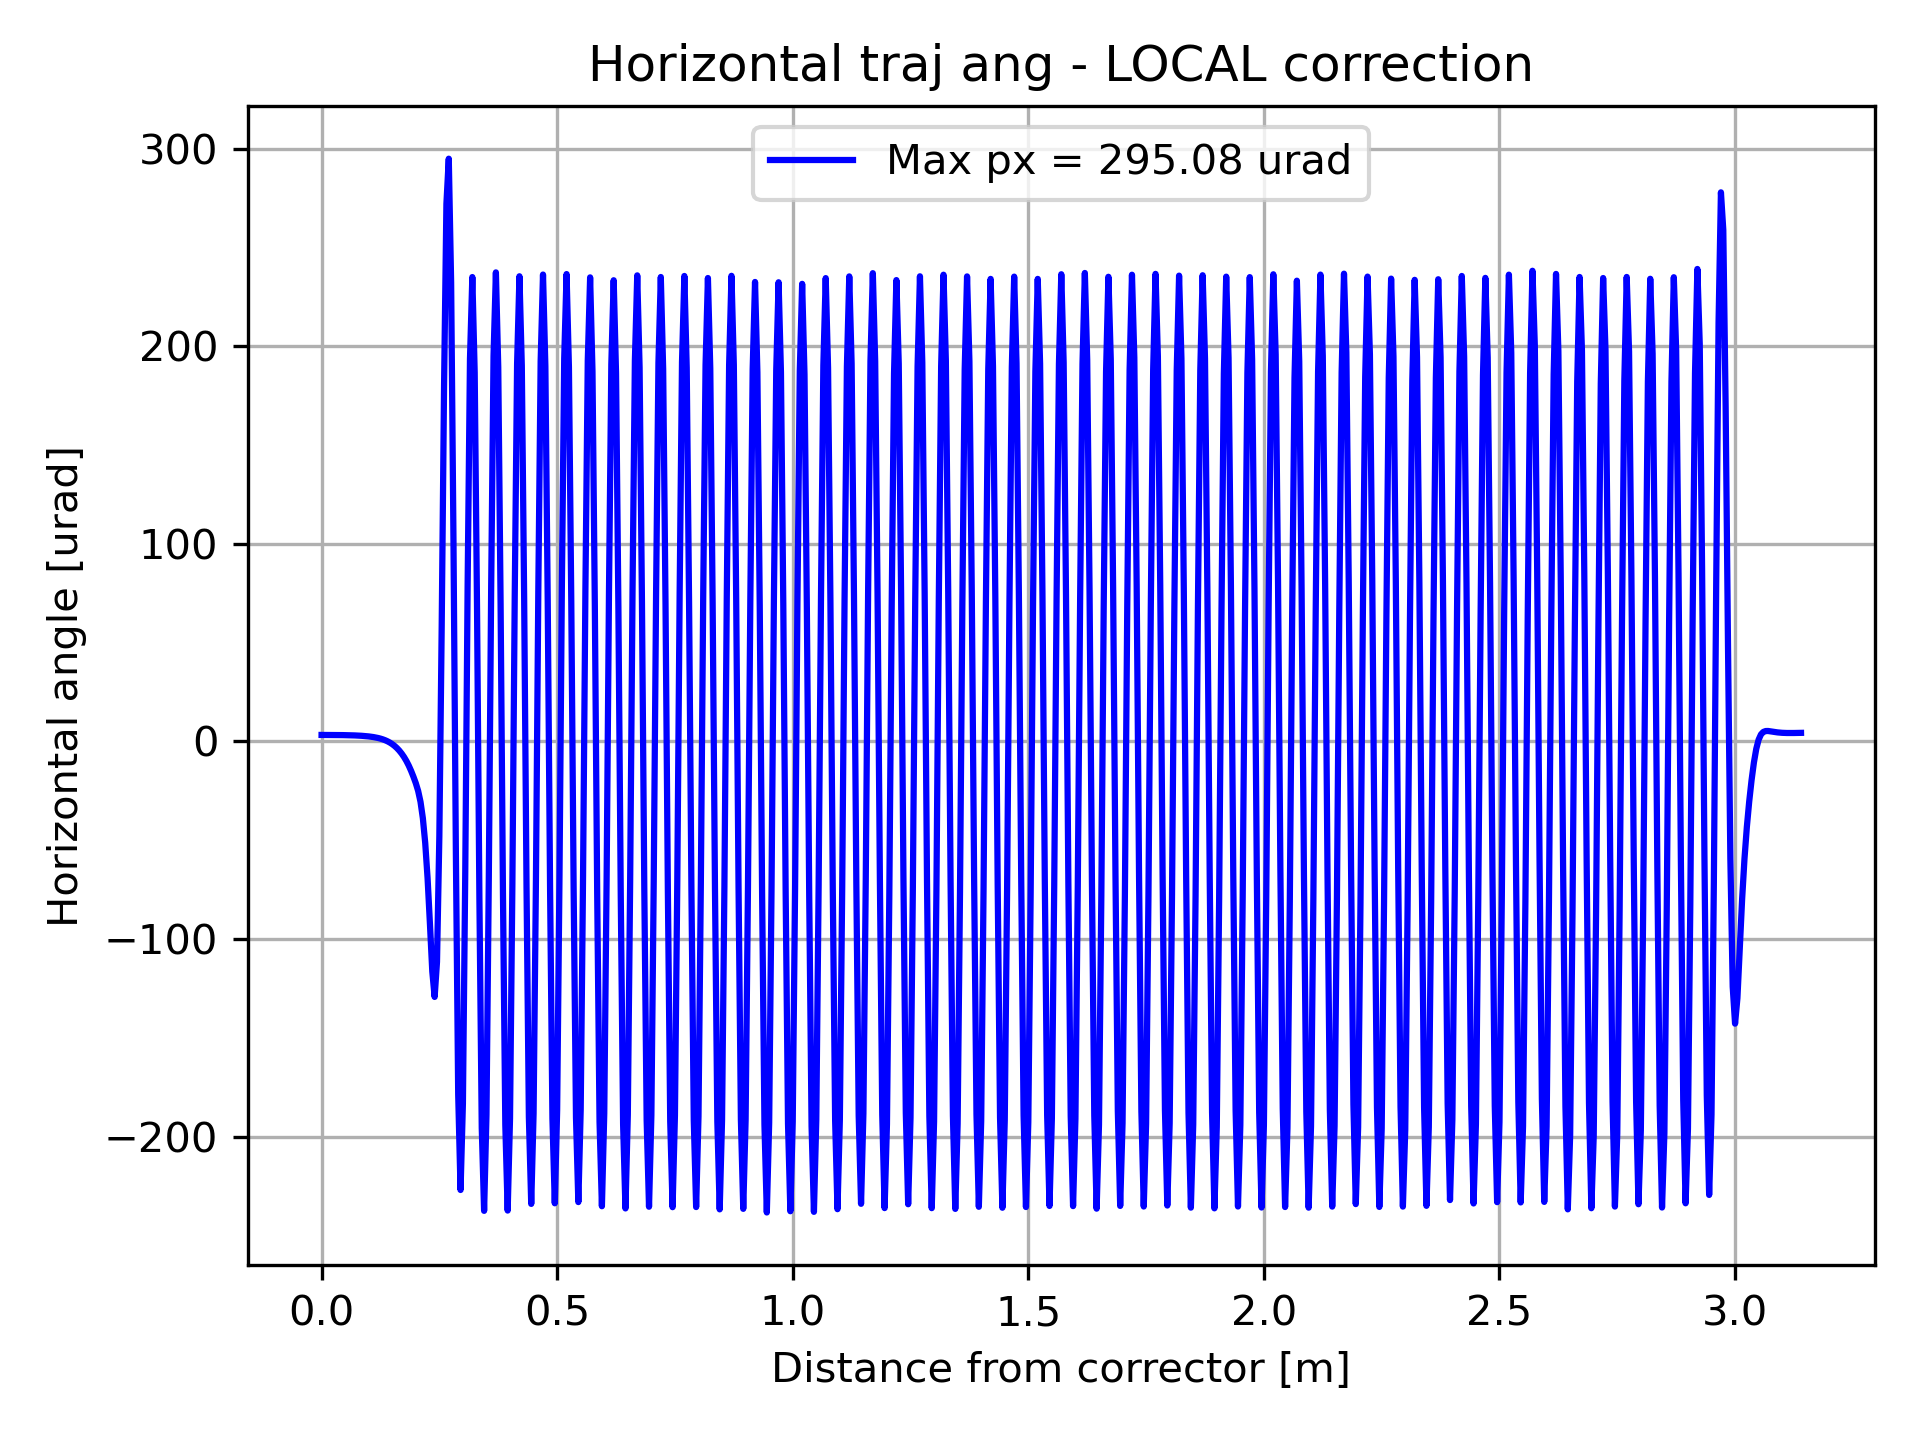 Horizontal traj ang - LOCAL correction
Max px = 295.08 urad
300
200
100
0
−100
−200
Horizontal angle [urad]
0.0 0.5 1.0 1.5 2.0 2.5 3.0
Distance from corrector [m]